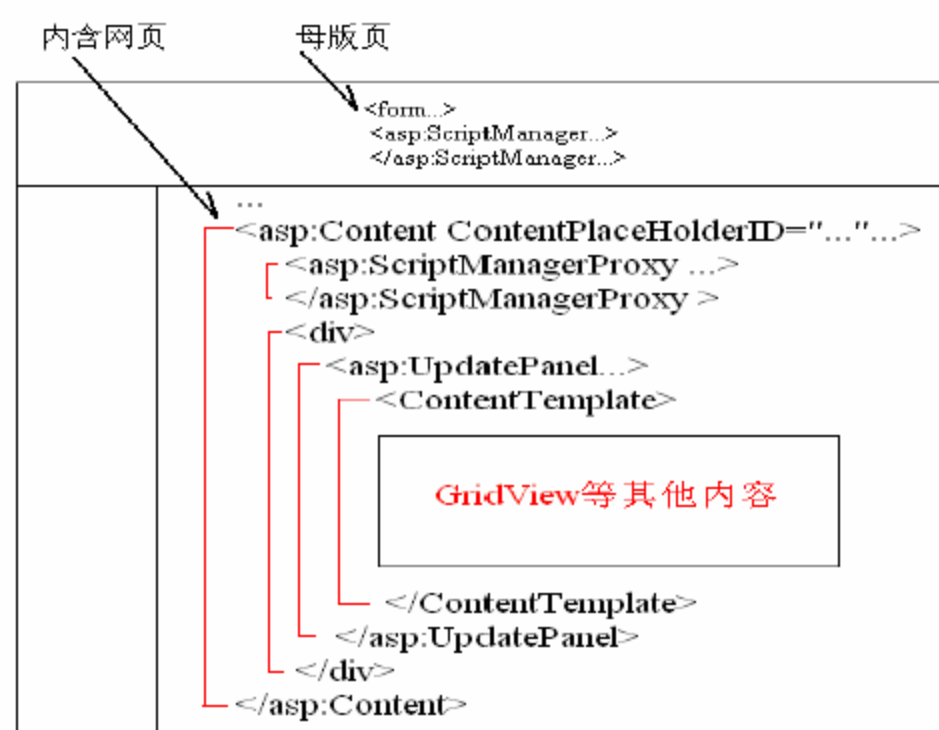 内含网页 母版页
<form...>
<asp:ScriptManager...>
</asp:ScriptManager...>
...
<asp:Content ContentPlaceHolderID="..."...>
<asp:ScriptManagerProxy ...>
</asp:ScriptManagerProxy >
<div>
<asp:UpdatePanel...>
<ContentTemplate>
GridView等其他内容
</ContentTemplate>
</asp:UpdatePanel>
</div>
</asp:Content>